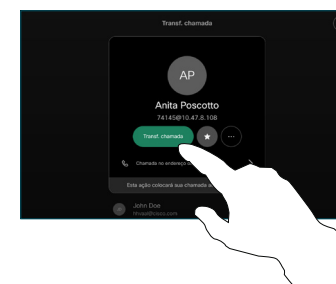 Transf. chamada
AP
Anita Poscotto
74145@10.47.8.108
Transf. chamada
Chamada no endereço
Esta ação colocará sua chamada
John Doe